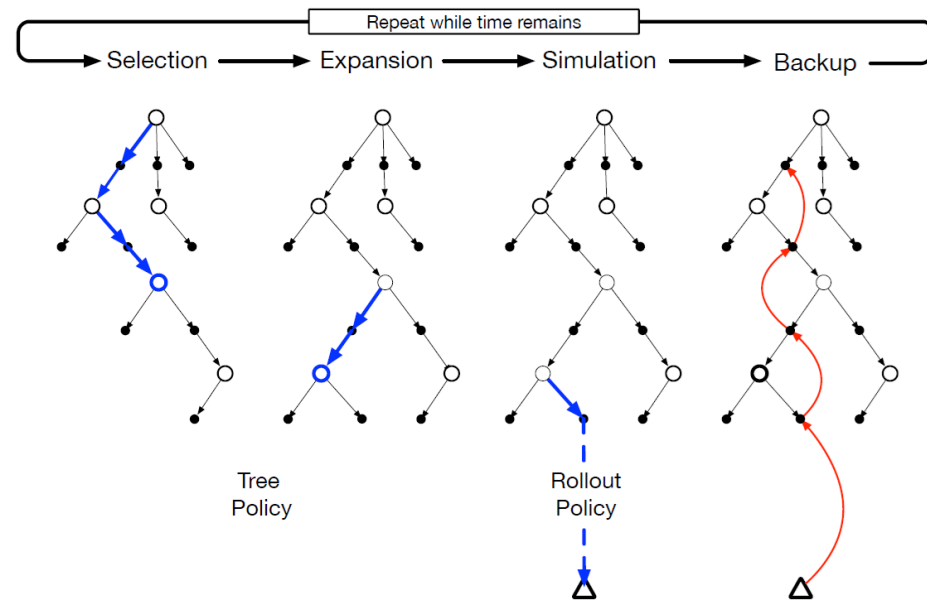 Repeat while time remains
Selection
Expansion
Simulation
Backup
Tree
Policy
Rollout
Policy